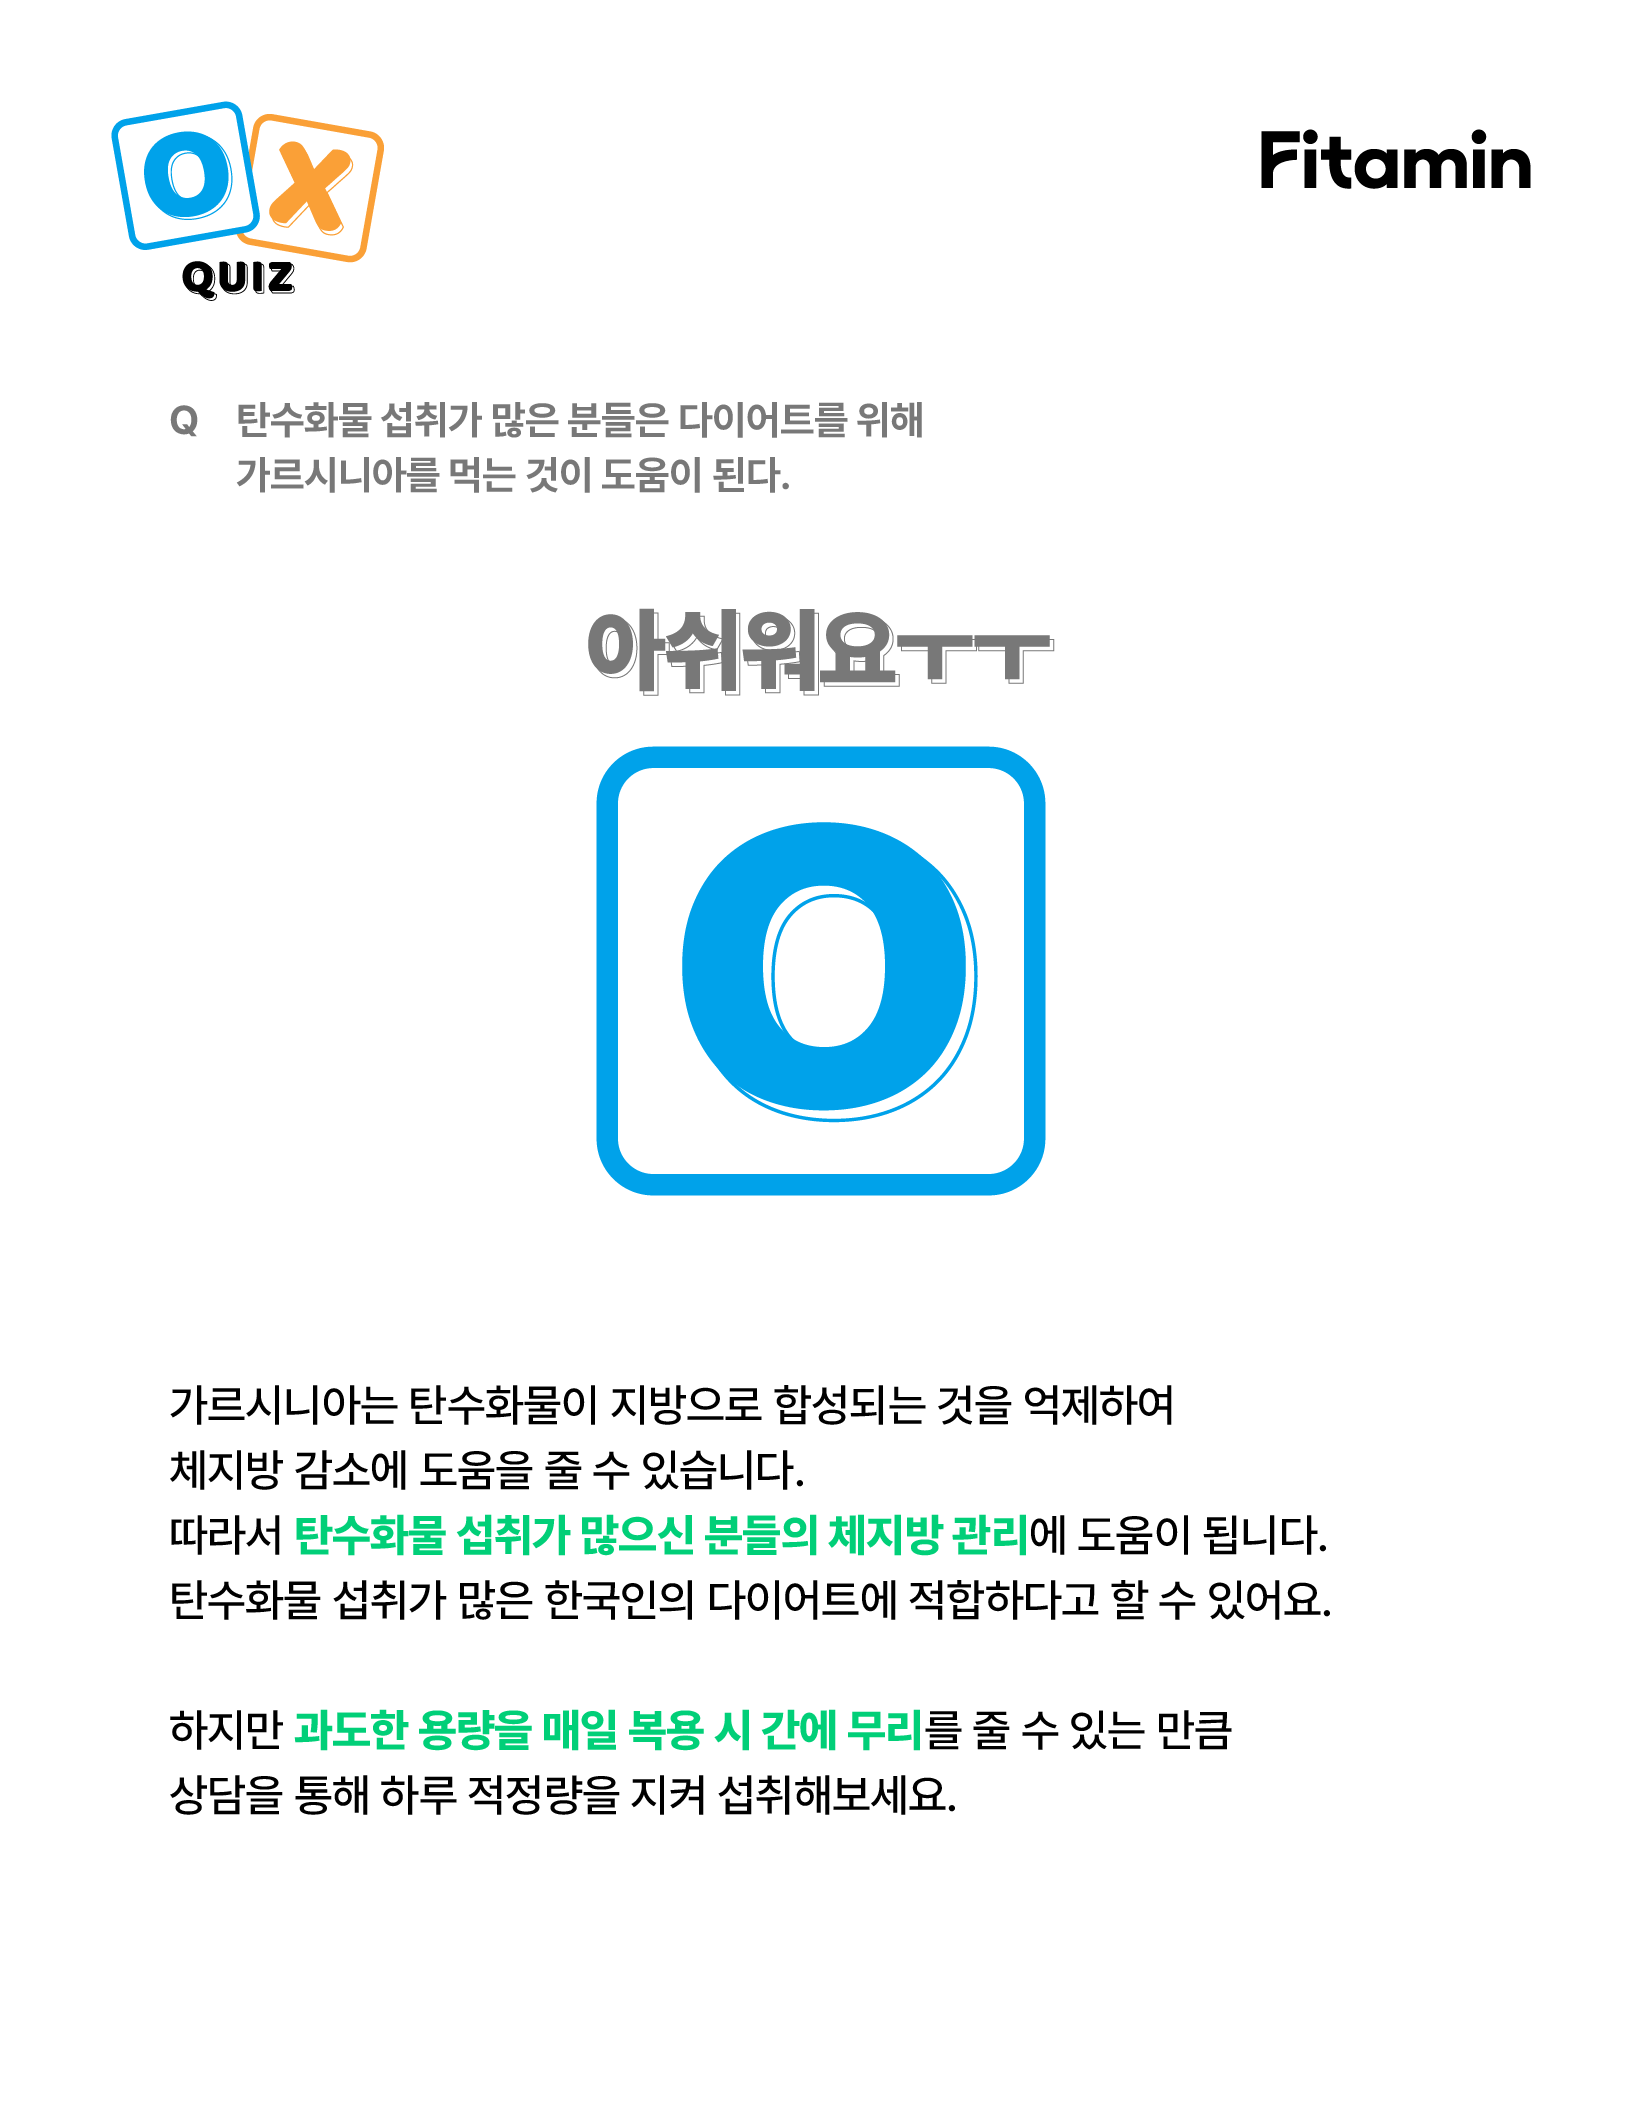 O X
QUIZ
Fitamin
Q 탄수화물 섭취가 많은 분들은 다이어트를 위해
가르시니아를 먹는 것이 도움이 된다.
아쉬워요ㅜㅜ
O
가르시니아는 탄수화물이 지방으로 합성되는 것을 억제하여
체지방 감소에 도움을 줄 수 있습니다.
따라서 탄수화물 섭취가 많으신 분들의 체지방 관리에 도움이 됩니다.
탄수화물 섭취가 많은 한국인의 다이어트에 적합하다고 할 수 있어요.
하지만 과도한 용량을 매일 복용 시 간에 무리를 줄 수 있는 만큼
상담을 통해 하루 적정량을 지켜 섭취해보세요.